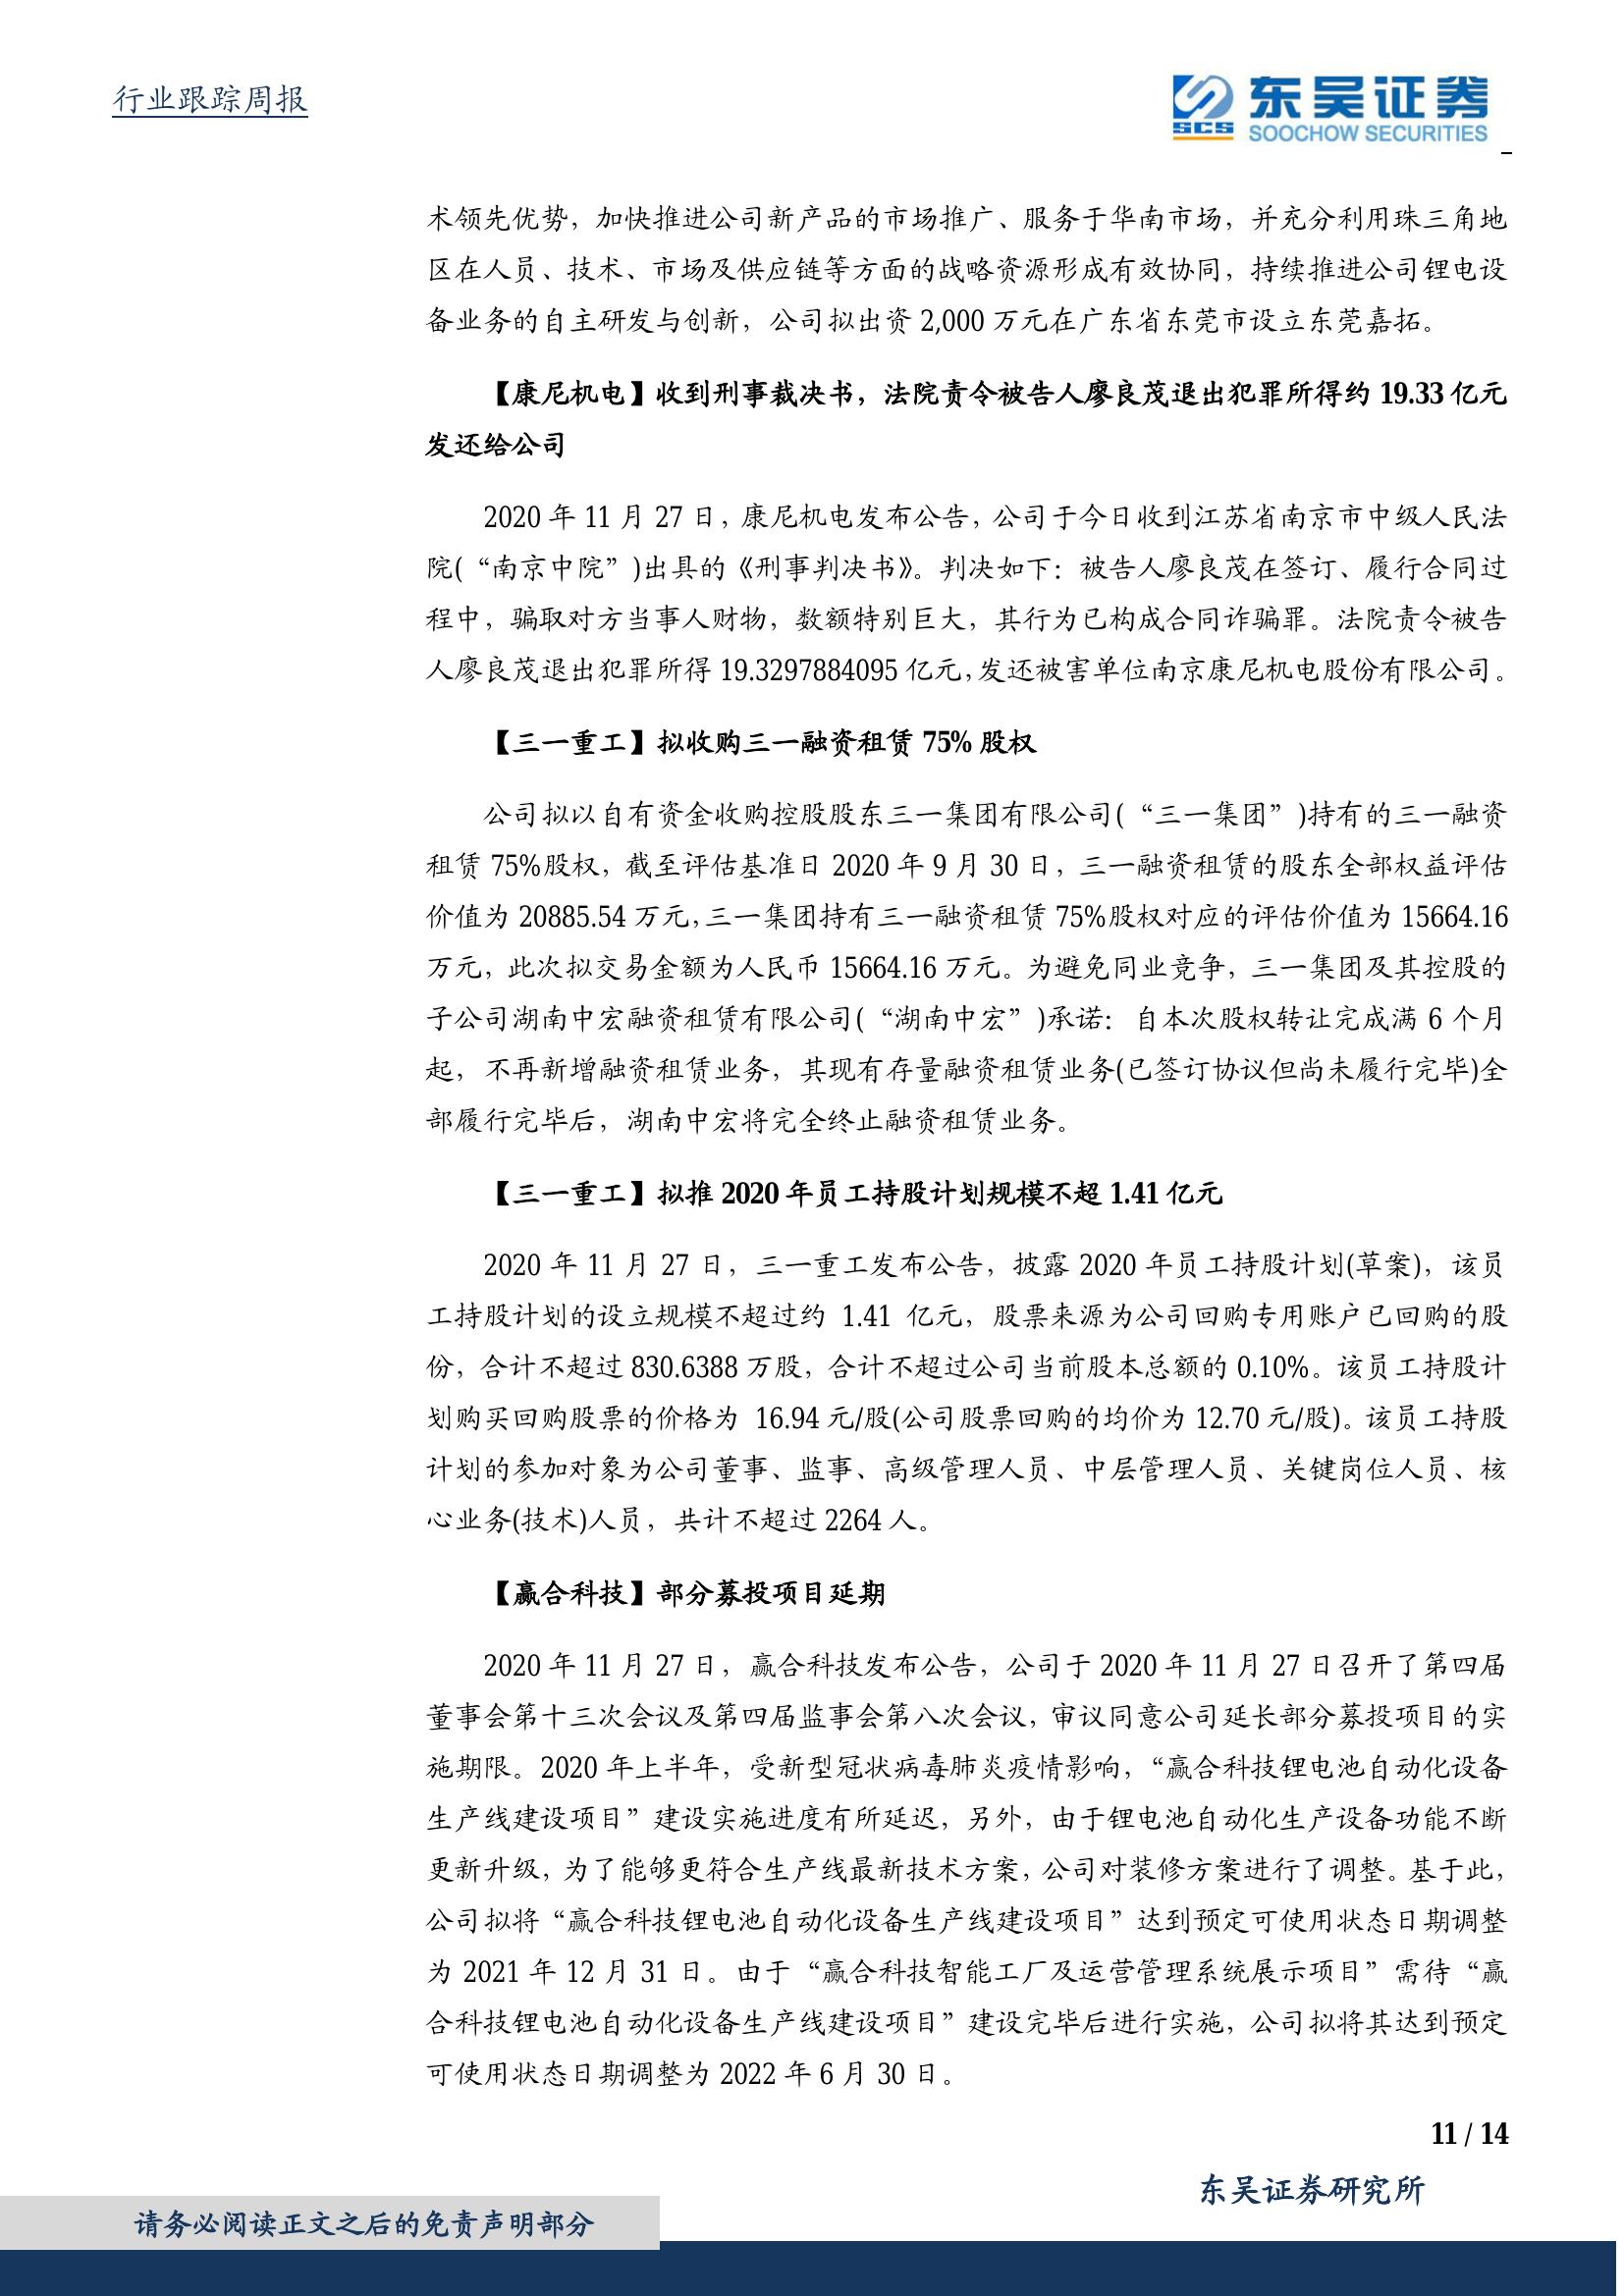 行业跟踪周报
SCS
东吴证券
SOOCHOW SECURITIES
术领先优势，加快推进公司新产品的市场推广、服务于华南市场，并充分利用珠三角地
区在人员、技术、市场及供应链等方面的战略资源形成有效协同，持续推进公司锂电设
备业务的自主研发与创新，公司拟出资 2,000 万元在广东省东莞市设立东莞嘉拓。
【康尼机电】收到刑事裁决书，法院责令被告人廖良茂退出犯罪所得约 19.33 亿元
发还给公司
2020 年 11 月 27 日，康尼机电发布公告，公司于今日收到江苏省南京市中级人民法
院(“南京中院”)出具的《刑事判决书》。判决如下：被告人廖良茂在签订、履行合同过
程中，骗取对方当事人财物，数额特别巨大，其行为已构成合同诈骗罪。法院责令被告
人廖良茂退出犯罪所得 19.3297884095 亿元，发还被害单位南京康尼机电股份有限公司。
【三一重工】拟收购三一融资租赁 75% 股权
公司拟以自有资金收购控股股东三一集团有限公司(“三一集团”)持有的三一融资
租赁 75%股权，截至评估基准日 2020 年 9 月 30 日，三一融资租赁的股东全部权益评估
价值为 20885.54 万元，三一集团持有三一融资租赁 75%股权对应的评估价值为 15664.16
万元，此次拟交易金额为人民币 15664.16 万元。为避免同业竞争，三一集团及其控股的
子公司湖南中宏融资租赁有限公司(“湖南中宏”)承诺：自本次股权转让完成满 6 个月
起，不再新增融资租赁业务，其现有存量融资租赁业务(已签订协议但尚未履行完毕)全
部履行完毕后，湖南中宏将完全终止融资租赁业务。
【三一重工】拟推 2020 年员工持股计划规模不超 1.41 亿元
2020 年 11 月 27 日，三一重工发布公告，披露 2020 年员工持股计划(草案)，该员
工持股计划的设立规模不超过约 1.41 亿元，股票来源为公司回购专用账户已回购的股
份，合计不超过 830.6388 万股，合计不超过公司当前股本总额的 0.10%。该员工持股计
划购买回购股票的价格为 16.94 元/股(公司股票回购的均价为 12.70 元/股)。该员工持股
计划的参加对象为公司董事、监事、高级管理人员、中层管理人员、关键岗位人员、核
心业务(技术)人员，共计不超过 2264 人。
【赢合科技】部分募投项目延期
2020 年 11 月 27 日，赢合科技发布公告，公司于 2020 年 11 月 27 日召开了第四届
董事会第十三次会议及第四届监事会第八次会议，审议同意公司延长部分募投项目的实
施期限。2020 年上半年，受新型冠状病毒肺炎疫情影响，“赢合科技锂电池自动化设备
生产线建设项目”建设实施进度有所延迟，另外，由于锂电池自动化生产设备功能不断
更新升级，为了能够更符合生产线最新技术方案，公司对装修方案进行了调整。基于此，
公司拟将“赢合科技锂电池自动化设备生产线建设项目”达到预定可使用状态日期调整
为 2021 年 12 月 31 日。由于“赢合科技智能工厂及运营管理系统展示项目”需待“赢
合科技锂电池自动化设备生产线建设项目”建设完毕后进行实施，公司拟将其达到预定
可使用状态日期调整为 2022 年 6 月 30 日。
11 / 14
东吴证券研究所
请务必阅读正文之后的免责声明部分